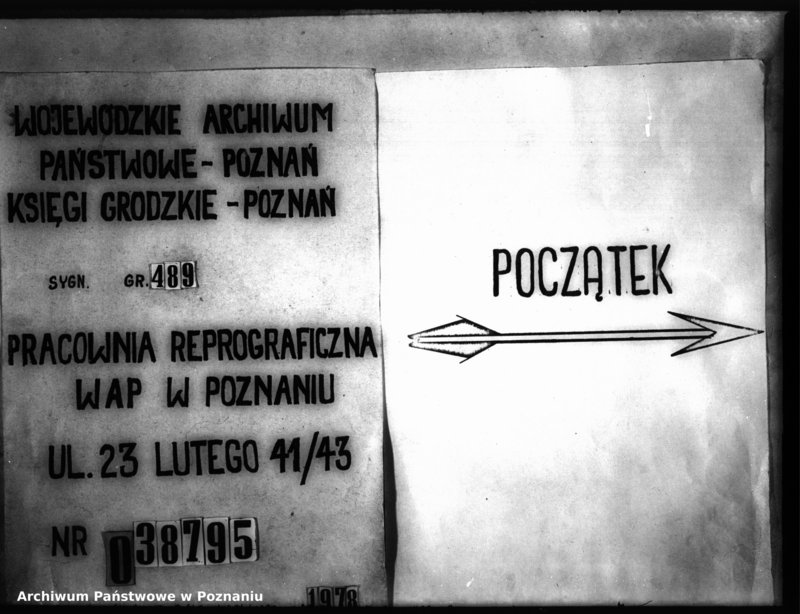 WOJEWÓDZKIE ARCHIWUM
PAŃSTWOWE - POZNAŃ
KSIĘGI GRODZKIE - POZNAŃ
SYGN. GR. 489
PRACOWNIA REPROGRAFICZNA
WAP W POZNANIU
UL. 23 LUTEGO 41/43
NR 038795
1978
POCZĄTEK
Archiwum Państwowe w Poznaniu